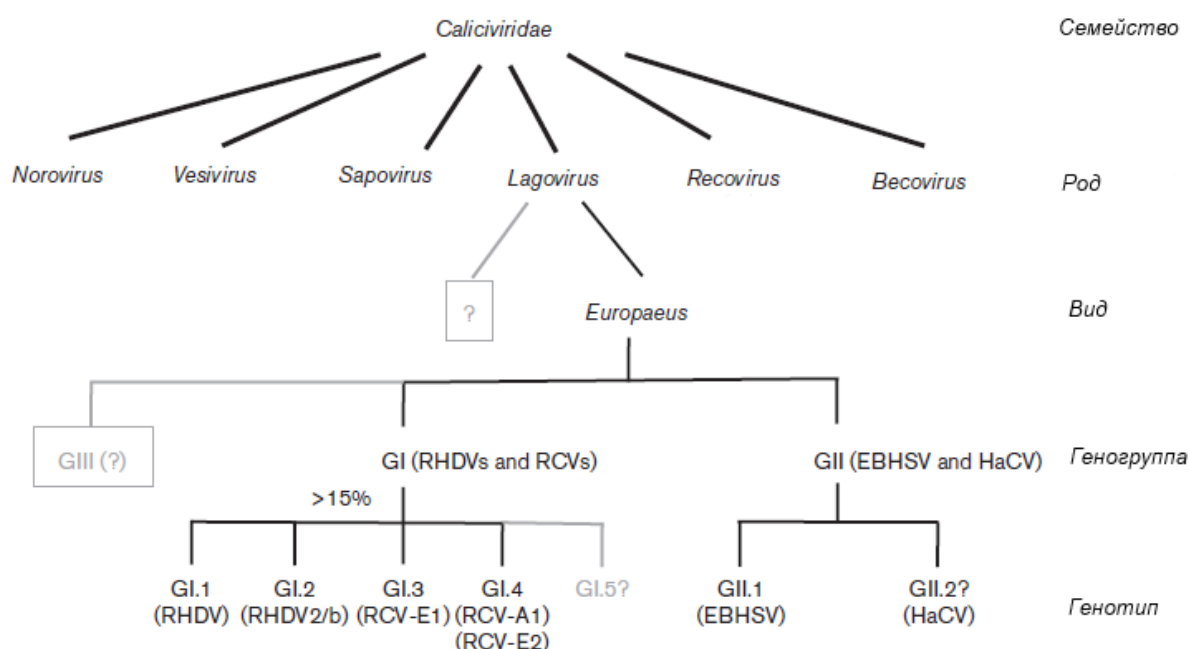 Caliciviridae Семейство
Norovirus Vesivirus Sapovirus Lagovirus Recovirus Becovirus Род
? Europaeus Вид
GIII (?) GI (RHDVs and RCVs) GII (EBHSV and HaCV) Геногруппа
>15%
GI.1 GI.2 GI.3 GI.4 GI.5? GII.1 GII.2? Генотип
(RHDV) (RHDV2/b) (RCV-E1) (RCV-A1) (EBHSV) (HaCV)
(RCV-E2)